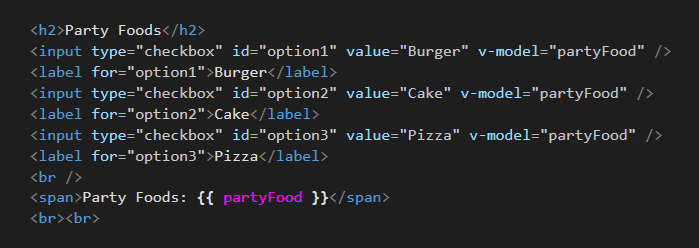 <h2>Party Foods</h2>
<input type="checkbox" id="option1" value="Burger" v-model="partyFood" />
<label for="option1">Burger</label>
<input type="checkbox" id="option2" value="Cake" v-model="partyFood" />
<label for="option2">Cake</label>
<input type="checkbox" id="option3" value="Pizza" v-model="partyFood" />
<label for="option3">Pizza</label>
<br />
<span>Party Foods: {{ partyFood }}</span>
<br><br>